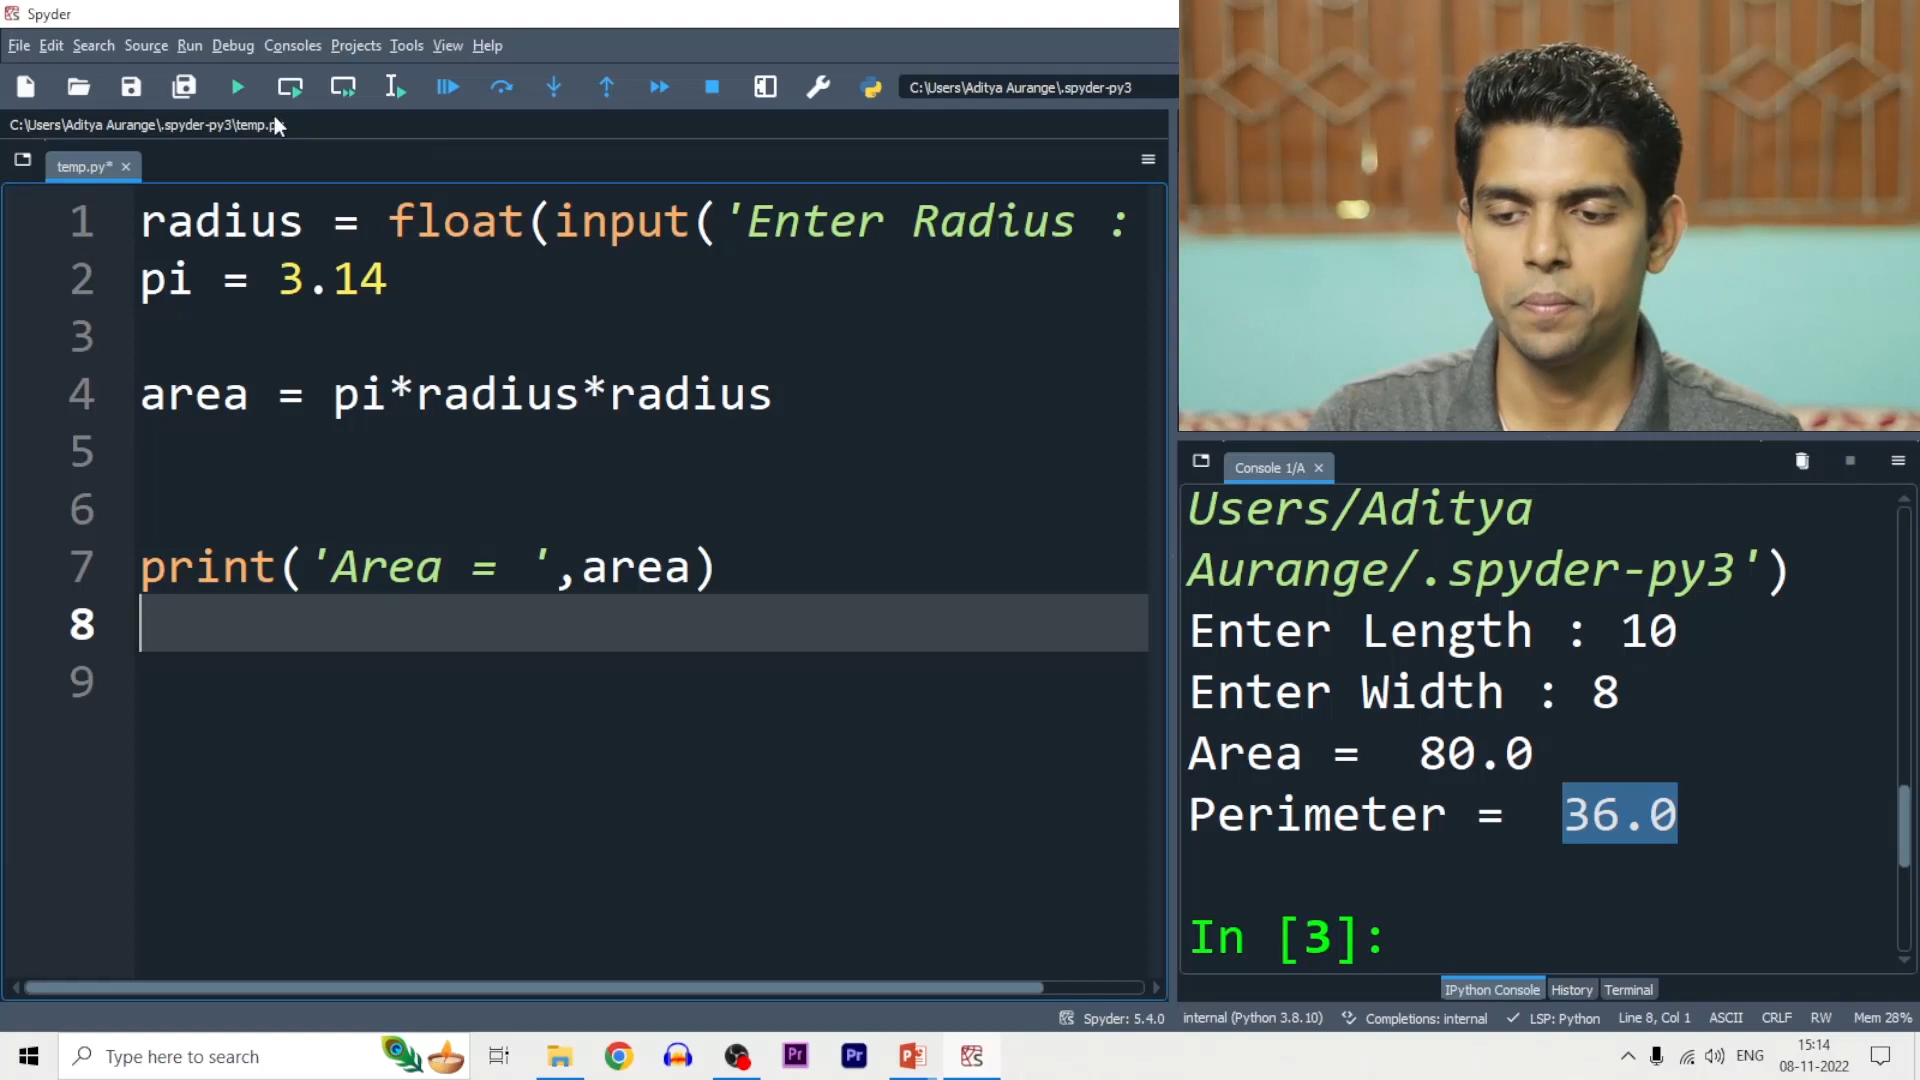 Spyder
File Edit Search Source Run Debug Consoles Projects Tools View Help
C:\Users\Aditya Aurange\.spyder-py3
C:\Users\Aditya Aurange\.spyder-py3\temp.py
temp.py*
1 radius = float(input('Enter Radius :
2 pi = 3.14
3
4 area = pi*radius*radius
5
6
7 print('Area = ',area)
8
9
Console 1/A
Users/Aditya
Aurange/.spyder-py3')
Enter Length : 10
Enter Width : 8
Area =  80.0
Perimeter =  36.0
In [3]:
IPython Console History Terminal
Spyder: 5.4.0 internal (Python 3.8.10) Completions: internal LSP: Python Line 8, Col 1 ASCII CRLF RW Mem 28%
Type here to search
Pr
Pr
ENG
15:14
08-11-2022